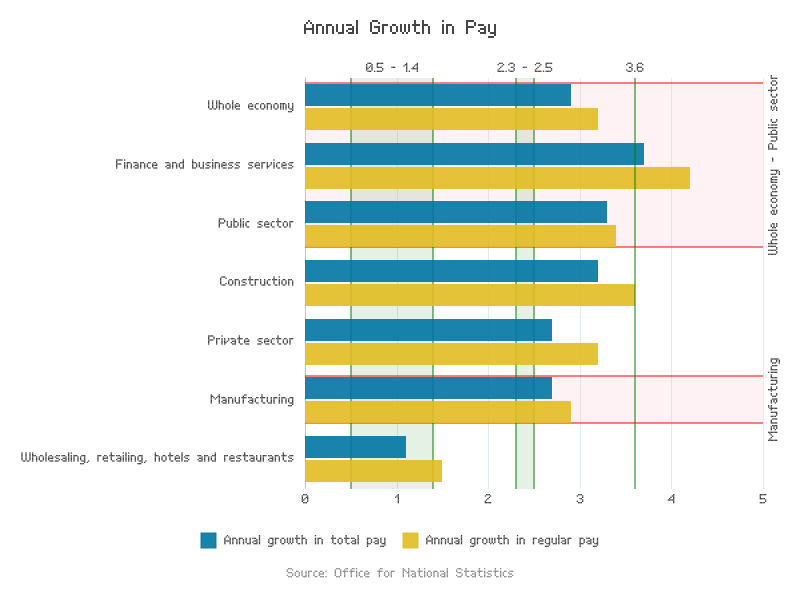 Annual Growth in Pay
0.5 - 1.4
2.3 - 2.5
3.6
Whole economy
Finance and business services
Public sector
Construction
Private sector
Manufacturing
Wholesaling, retailing, hotels and restaurants
Whole economy - Public sector
Manufacturing
0 1 2 3 4 5
Annual growth in total pay
Annual growth in regular pay
Source: Office for National Statistics